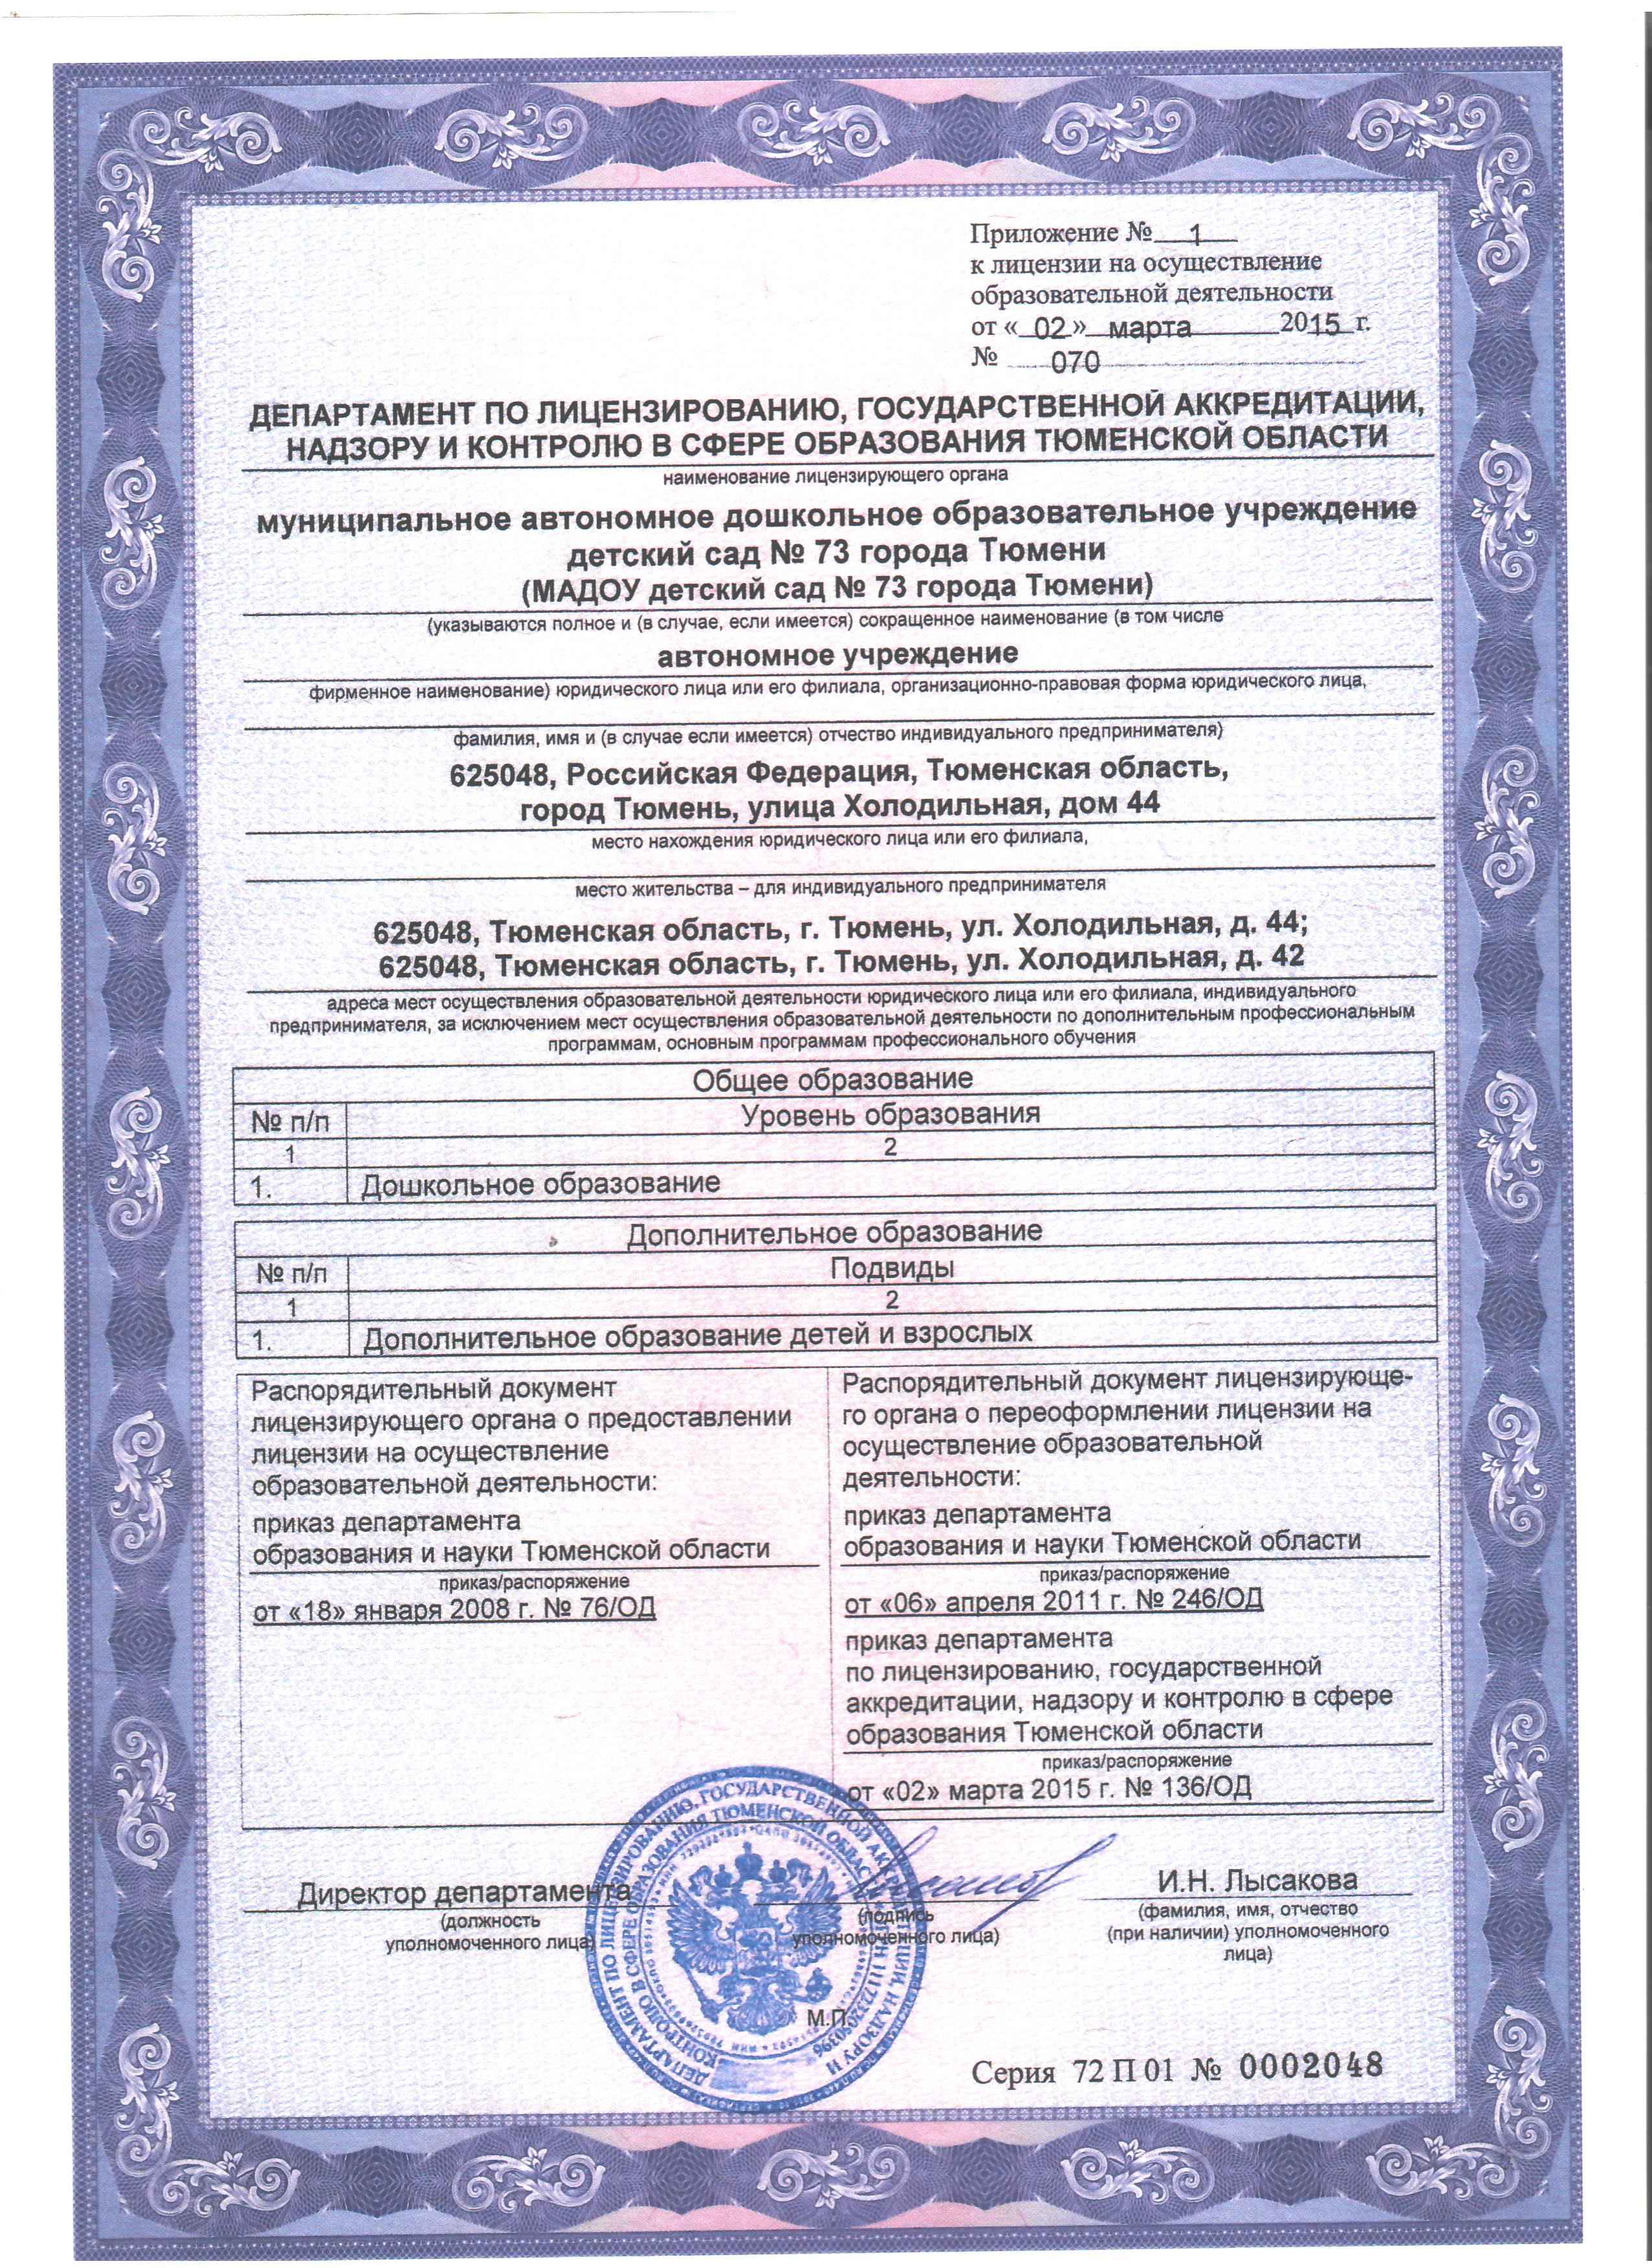 Приложение № 1
к лицензии на осуществление
образовательной деятельности
от « 02 » марта 2015 г.
№ 070
ДЕПАРТАМЕНТ ПО ЛИЦЕНЗИРОВАНИЮ, ГОСУДАРСТВЕННОЙ АККРЕДИТАЦИИ,
НАДЗОРУ И КОНТРОЛЮ В СФЕРЕ ОБРАЗОВАНИЯ ТЮМЕНСКОЙ ОБЛАСТИ
наименование лицензирующего органа
муниципальное автономное дошкольное образовательное учреждение
детский сад № 73 города Тюмени
(МАДОУ детский сад № 73 города Тюмени)
(указываются полное и (в случае, если имеется) сокращенное наименование (в том числе
автономное учреждение
фирменное наименование) юридического лица или его филиала, организационно-правовая форма юридического лица,
фамилия, имя и (в случае если имеется) отчество индивидуального предпринимателя)
625048, Российская Федерация, Тюменская область,
город Тюмень, улица Холодильная, дом 44
место нахождения юридического лица или его филиала,
место жительства – для индивидуального предпринимателя
625048, Тюменская область, г. Тюмень, ул. Холодильная, д. 44;
625048, Тюменская область, г. Тюмень, ул. Холодильная, д. 42
адреса мест осуществления образовательной деятельности юридического лица или его филиала, индивидуального
предпринимателя, за исключением мест осуществления образовательной деятельности по дополнительным профессиональным
программам, основным программам профессионального обучения
Общее образование
№ п/п Уровень образования
1 2
1. Дошкольное образование
Дополнительное образование
№ п/п Подвиды
1 2
1. Дополнительное образование детей и взрослых
Распорядительный документ
лицензирующего органа о предоставлении
лицензии на осуществление
образовательной деятельности:
приказ департамента
образования и науки Тюменской области
приказ/распоряжение
от «18» января 2008 г. № 76/ОД
Распорядительный документ лицензирующе-
го органа о переоформлении лицензии на
осуществление образовательной
деятельности:
приказ департамента
образования и науки Тюменской области
приказ/распоряжение
от «06» апреля 2011 г. № 246/ОД
приказ департамента
по лицензированию, государственной
аккредитации, надзору и контролю в сфере
образования Тюменской области
приказ/распоряжение
от «02» марта 2015 г. № 136/ОД
Директор департамента
(должность
уполномоченного лица)
(подпись
уполномоченного лица)
И.Н. Лысакова
(фамилия, имя, отчество
(при наличии) уполномоченного
лица)
М.П.
ДЕПАРТАМЕНТ ПО ЛИЦЕНЗИРОВАНИЮ, ГОСУДАРСТВЕННОЙ АККРЕДИТАЦИИ, НАДЗОРУ И
КОНТРОЛЮ В СФЕРЕ ОБРАЗОВАНИЯ ТЮМЕНСКОЙ ОБЛАСТИ
Серия 72 П 01 № 0002048